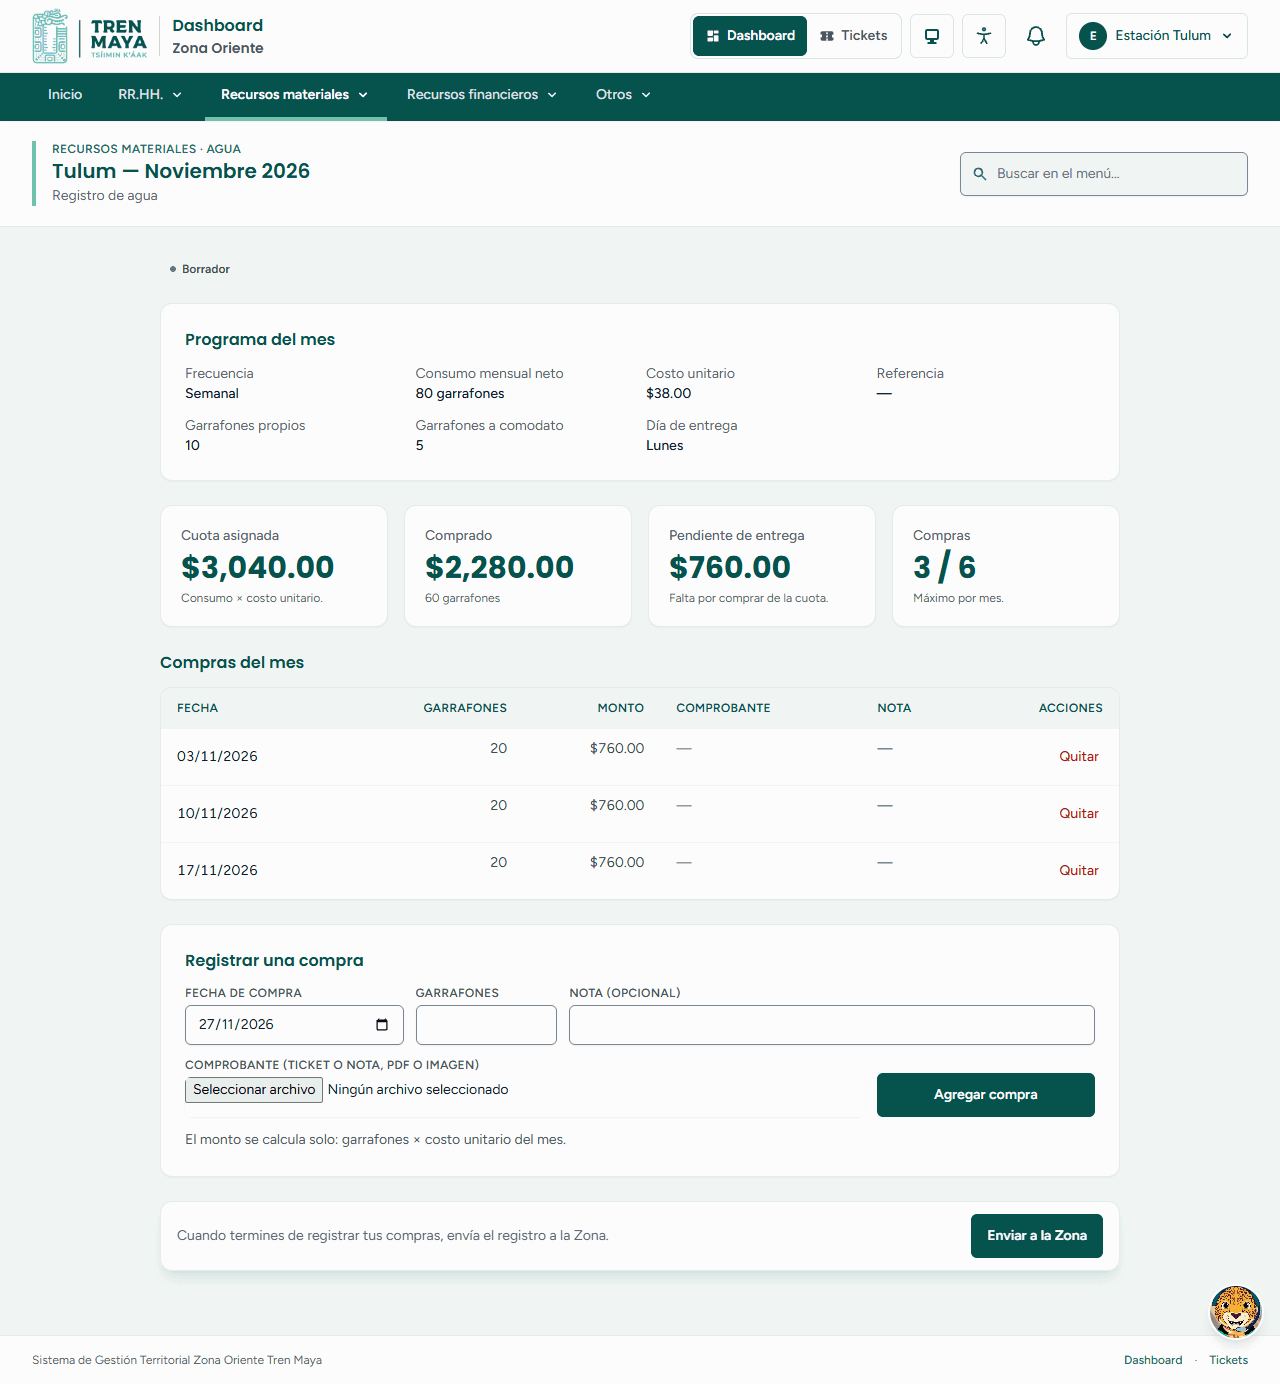 TREN
MAYA
TSÍIMIN K'ÁAK
Dashboard
Zona Oriente
Dashboard
Tickets
E
Estación Tulum
Inicio
RR.HH.
Recursos materiales
Recursos financieros
Otros
RECURSOS MATERIALES · AGUA
Tulum — Noviembre 2026
Registro de agua
Buscar en el menú...
Borrador
Programa del mes
Frecuencia
Semanal
Consumo mensual neto
80 garrafones
Costo unitario
$38.00
Referencia
—
Garrafones propios
10
Garrafones a comodato
5
Día de entrega
Lunes
Cuota asignada
$3,040.00
Consumo × costo unitario.
Comprado
$2,280.00
60 garrafones
Pendiente de entrega
$760.00
Falta por comprar de la cuota.
Compras
3 / 6
Máximo por mes.
Compras del mes
FECHA GARRAFONES MONTO COMPROBANTE NOTA ACCIONES
03/11/2026 20 $760.00 — — Quitar
10/11/2026 20 $760.00 — — Quitar
17/11/2026 20 $760.00 — — Quitar
Registrar una compra
FECHA DE COMPRA
27/11/2026
GARRAFONES
NOTA (OPCIONAL)
COMPROBANTE (TICKET O NOTA, PDF O IMAGEN)
Seleccionar archivo Ningún archivo seleccionado
Agregar compra
El monto se calcula solo: garrafones × costo unitario del mes.
Cuando termines de registrar tus compras, envía el registro a la Zona.
Enviar a la Zona
Sistema de Gestión Territorial Zona Oriente Tren Maya
Dashboard · Tickets